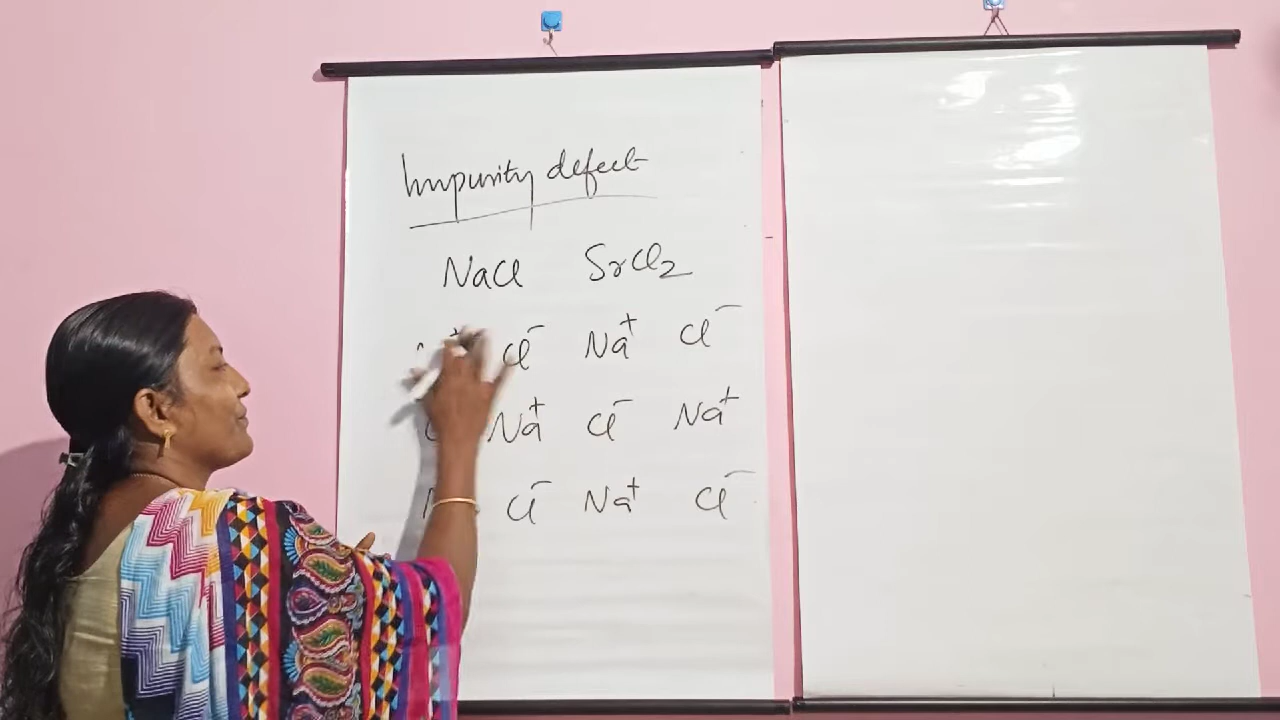 Impurity defect
NaCl SrCl₂
Cl⁻ Na⁺ Cl⁻
Na⁺ Cl⁻ Na⁺
Cl⁻ Na⁺ Cl⁻